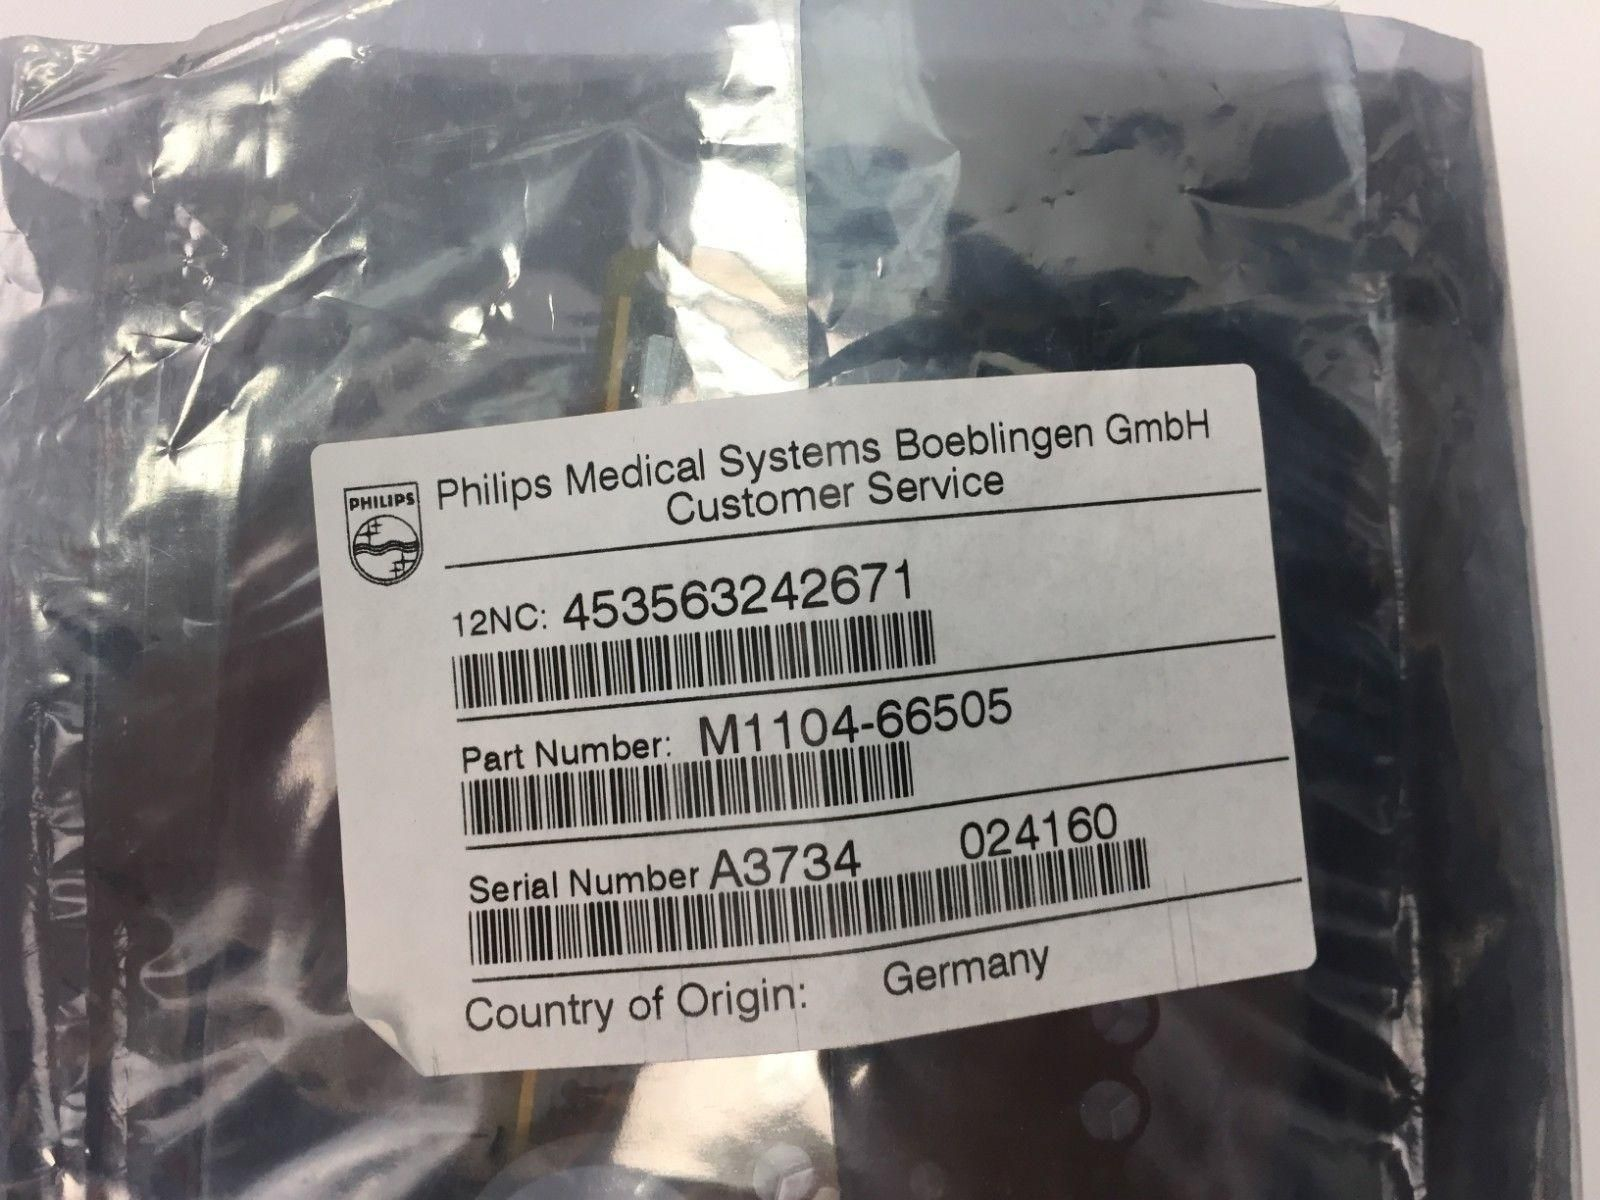 Philips Medical Systems Boeblingen GmbH
Customer Service
PHILIPS
12NC: 453563242671
Part Number: M1104-66505
Serial Number A3734 024160
Country of Origin: Germany